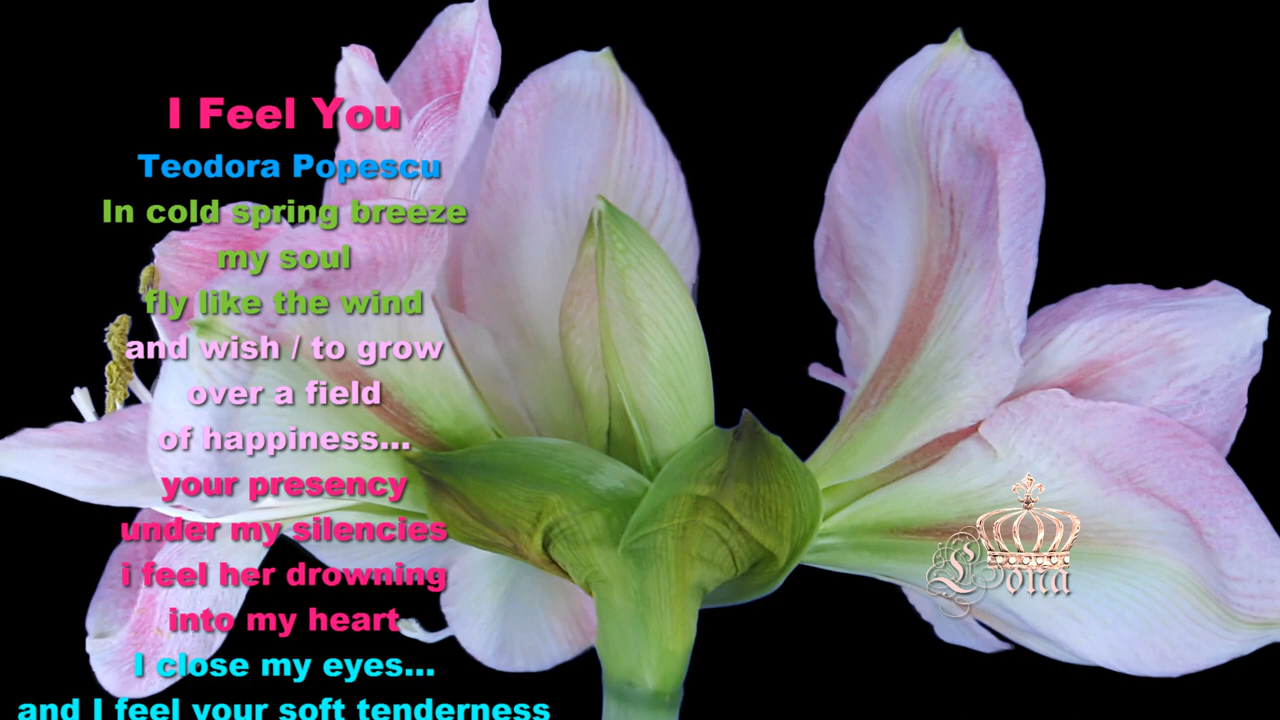 I Feel You
Teodora Popescu
In cold spring breeze
my soul
fly like the wind
and wish / to grow
over a field
of happiness...
your presency
under my silencies
i feel her drowning
into my heart
I close my eyes...
and I feel your soft tenderness
Lona